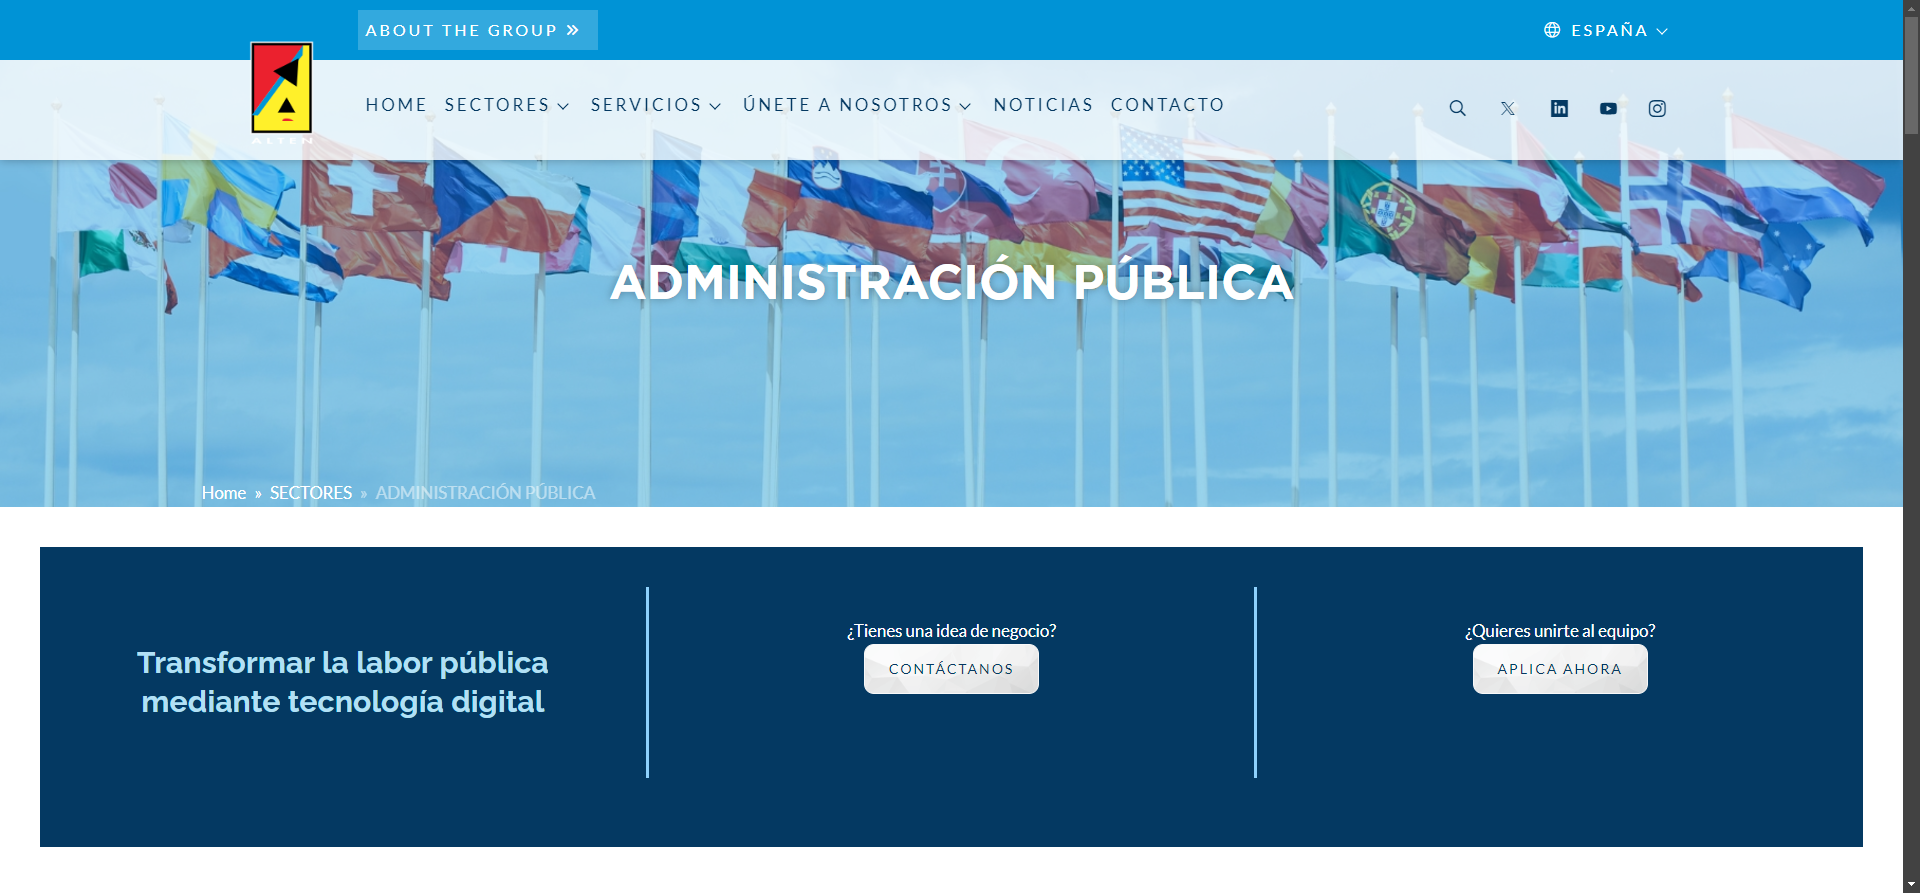 ABOUT THE GROUP »
ESPAÑA
ALTEN
HOME SECTORES SERVICIOS ÚNETE A NOSOTROS NOTICIAS CONTACTO
ADMINISTRACIÓN PÚBLICA
Home » SECTORES » ADMINISTRACIÓN PÚBLICA
Transformar la labor pública
mediante tecnología digital
¿Tienes una idea de negocio?
CONTÁCTANOS
¿Quieres unirte al equipo?
APLICA AHORA